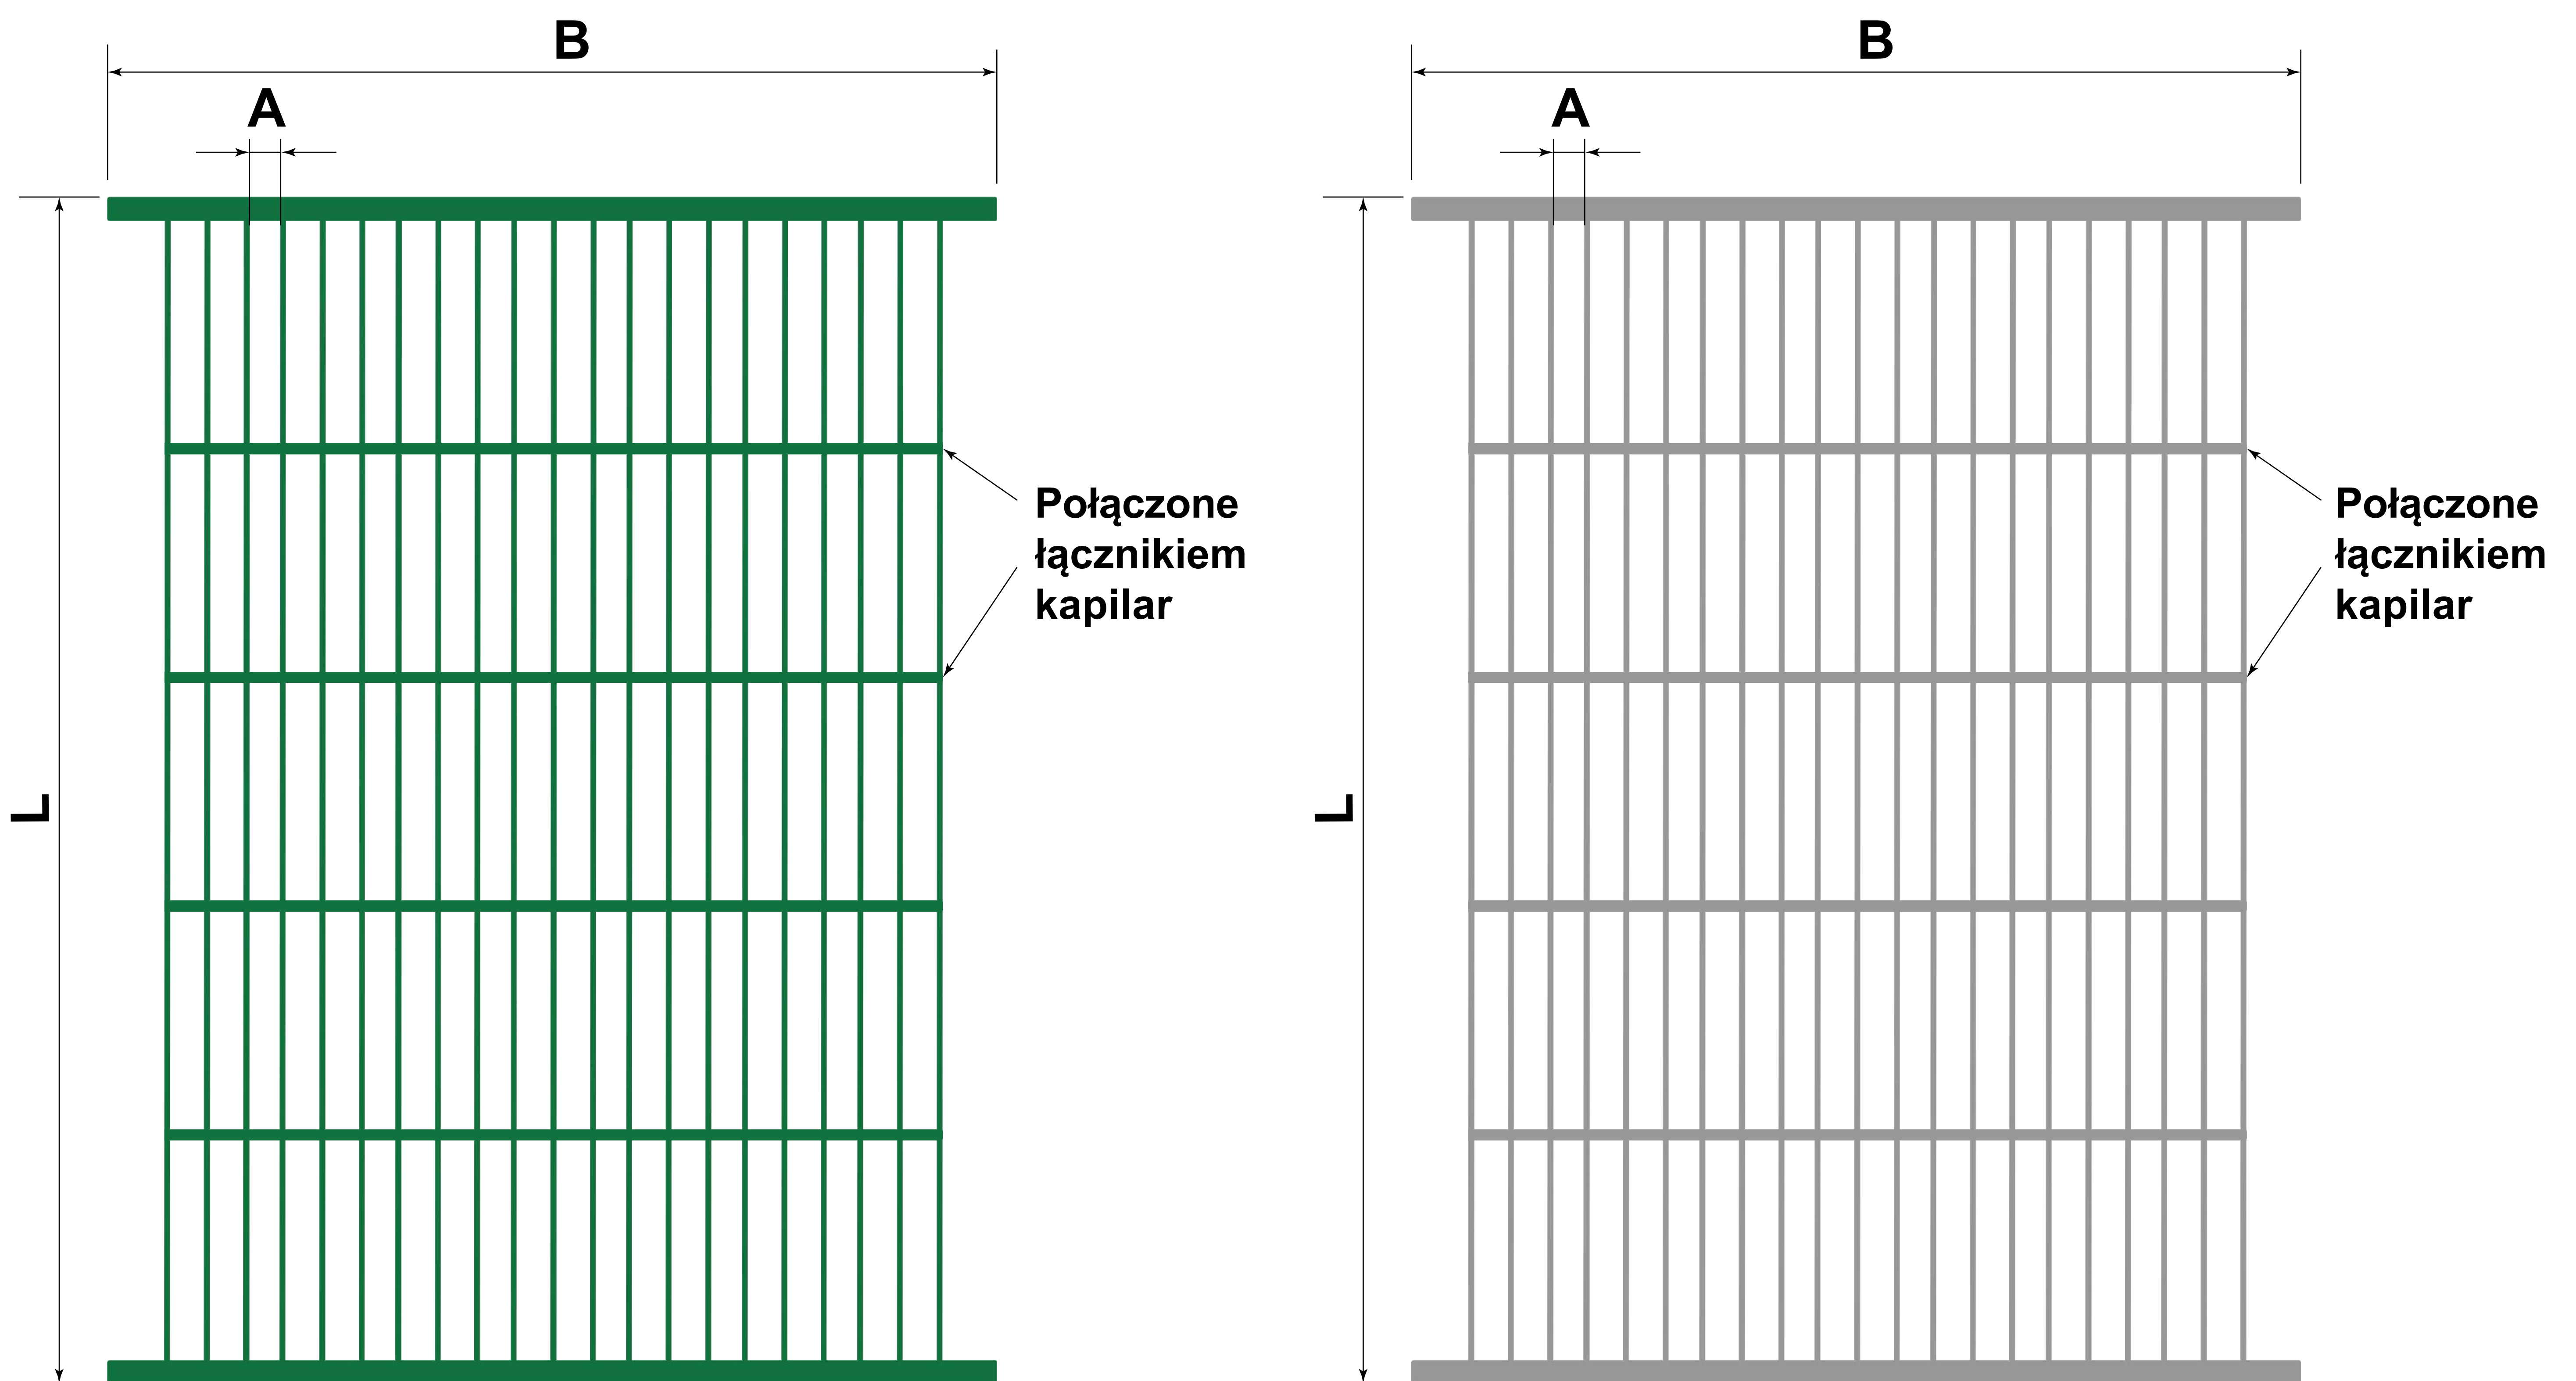 B
A
L
Połączone
łącznikiem
kapilar
B
A
L
Połączone
łącznikiem
kapilar